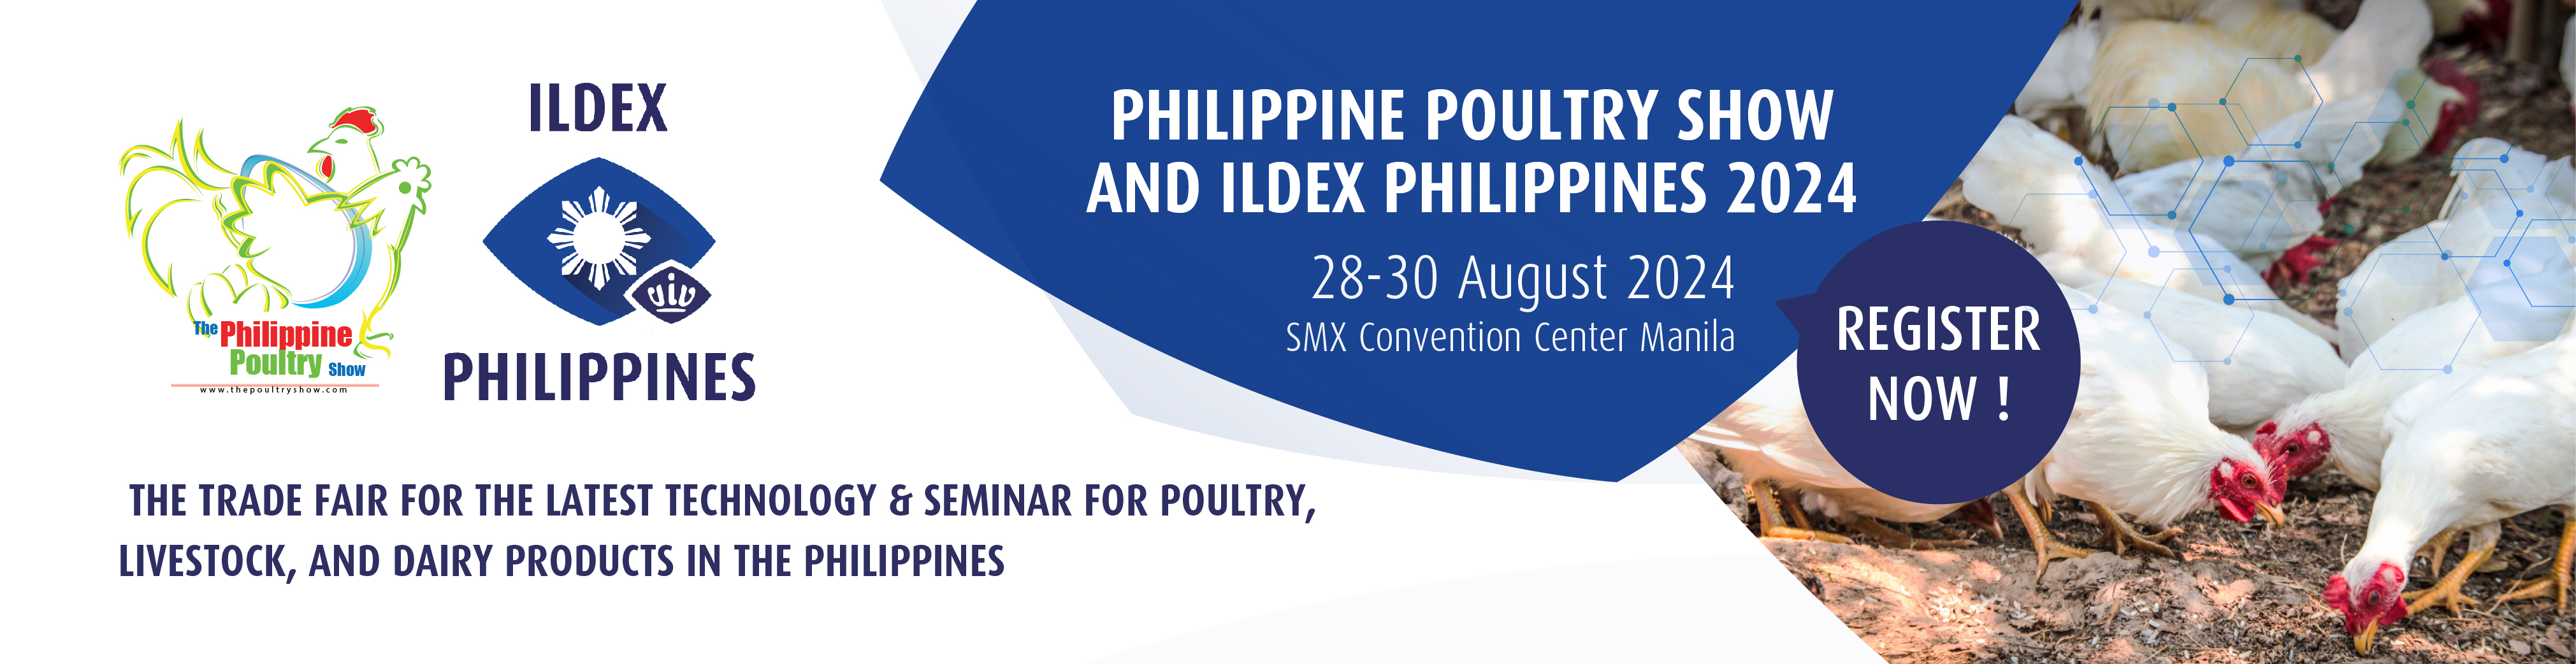 The Philippine
Poultry Show
www.thepoultryshow.com
ILDEX
viv
PHILIPPINES
PHILIPPINE POULTRY SHOW
AND ILDEX PHILIPPINES 2024
28-30 August 2024
SMX Convention Center Manila
REGISTER
NOW !
THE TRADE FAIR FOR THE LATEST TECHNOLOGY & SEMINAR FOR POULTRY,
LIVESTOCK, AND DAIRY PRODUCTS IN THE PHILIPPINES